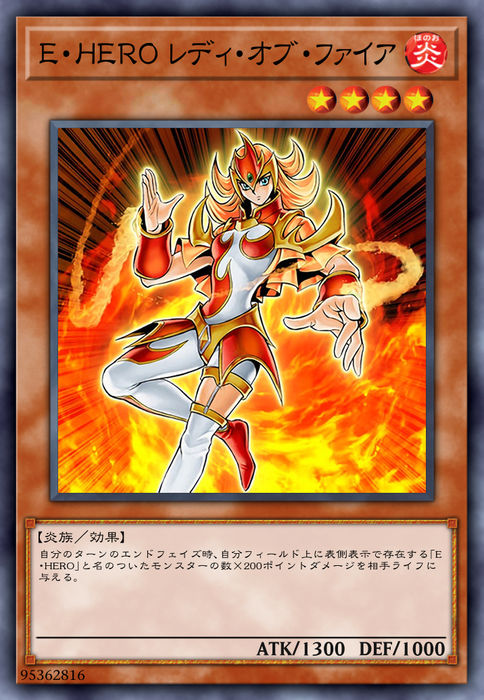 E・HERO レディ・オブ・ファイア
ほのお
炎
【炎族／効果】
自分のターンのエンドフェイズ時、自分フィールド上に表側表示で存在する「E
・HERO」と名のついたモンスターの数×200ポイントダメージを相手ライフに
与える。
ATK/1300 DEF/1000
95362816